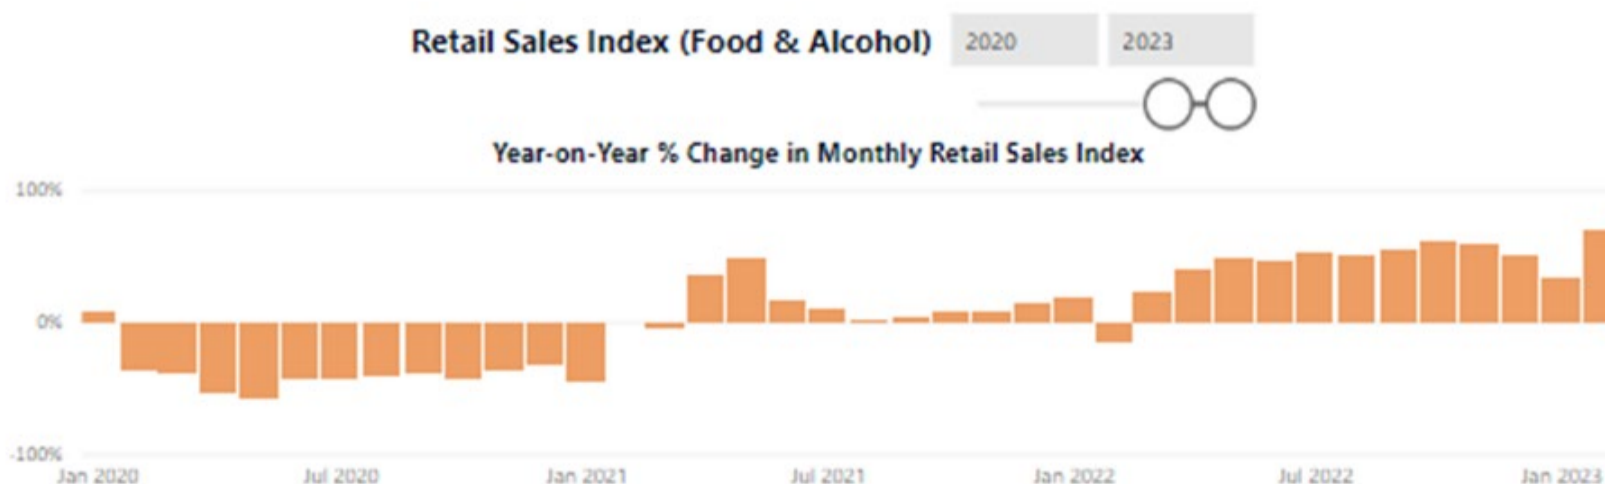 Retail Sales Index (Food & Alcohol) 2020 2023
Year-on-Year % Change in Monthly Retail Sales Index
100%
0%
-100%
Jan 2020 Jul 2020 Jan 2021 Jul 2021 Jan 2022 Jul 2022 Jan 2023